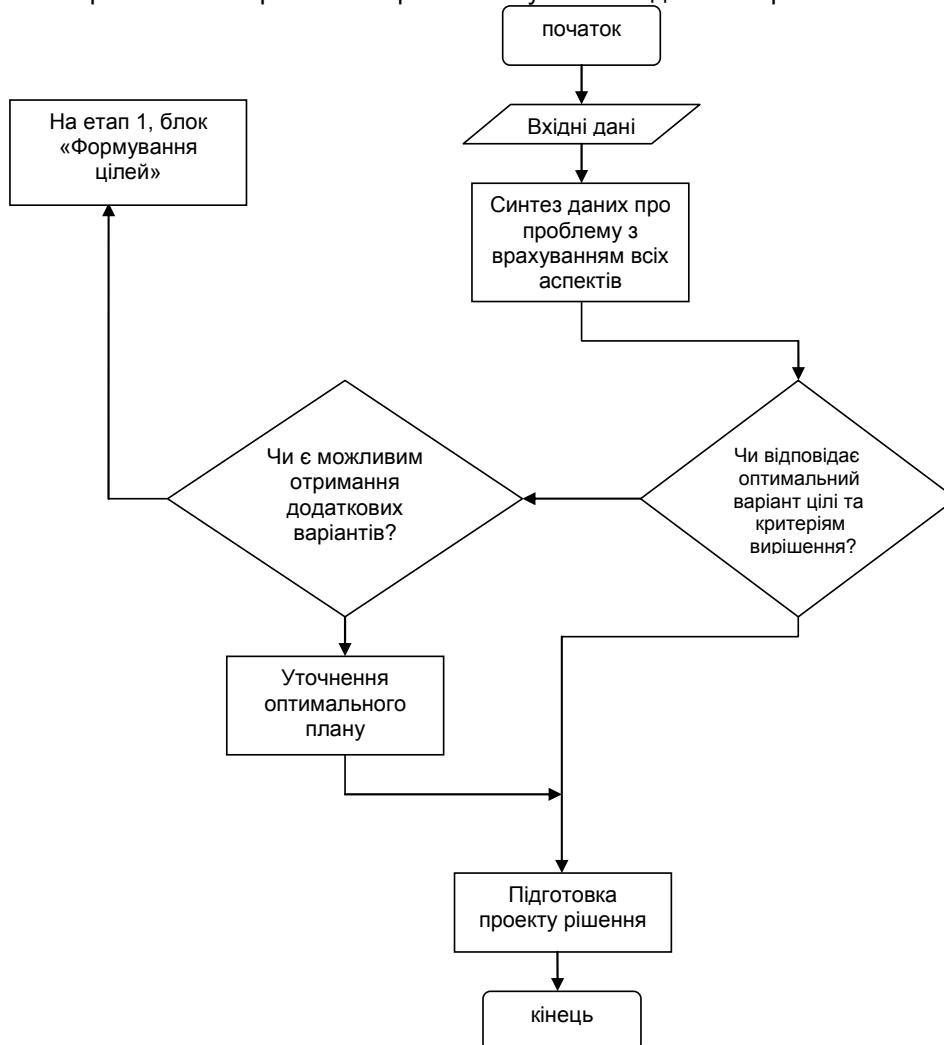 початок
Вхідні дані
На етап 1, блок
«Формування
цілей»
Синтез даних про
проблему з
врахуванням всіх
аспектів
Чи є можливим
отримання
додаткових
варіантів?
Чи відповідає
оптимальний
варіант цілі та
критеріям
вирішення?
Уточнення
оптимального
плану
Підготовка
проекту рішення
кінець